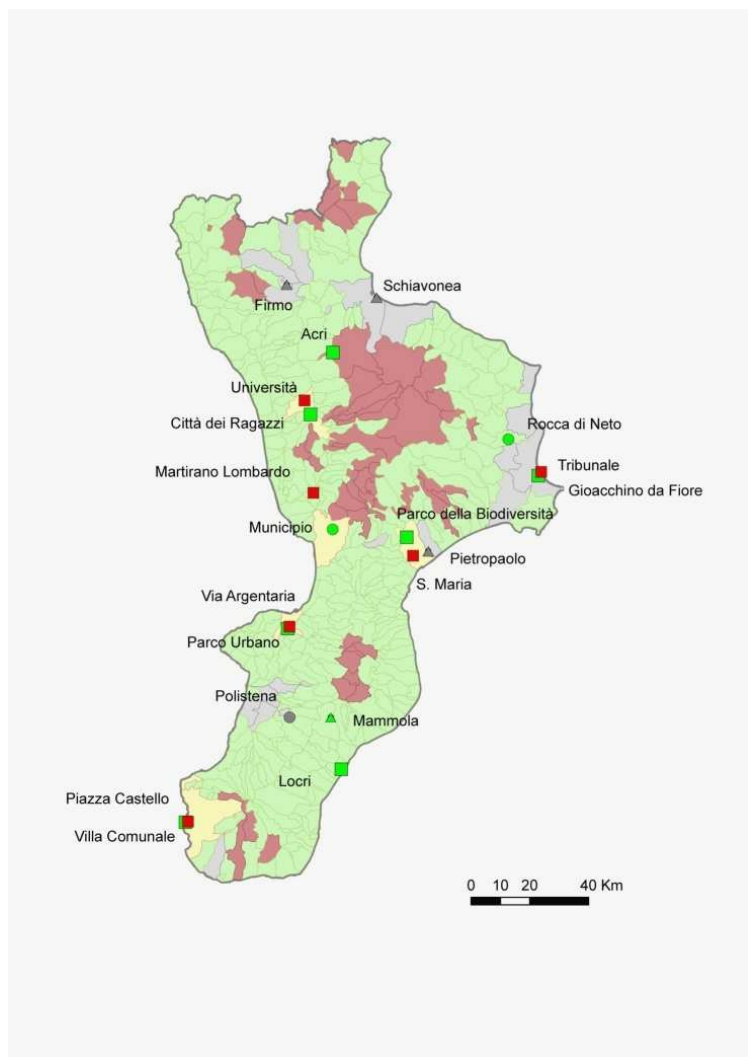 Schiavonea
Firmo
Acri
Università
Città dei Ragazzi
Rocca di Neto
Martirano Lombardo
Tribunale
Gioacchino da Fiore
Parco della Biodiversità
Municipio
Pietropaolo
S. Maria
Via Argentaria
Parco Urbano
Polistena
Mammola
Locri
Piazza Castello
Villa Comunale
0 10 20 40 Km